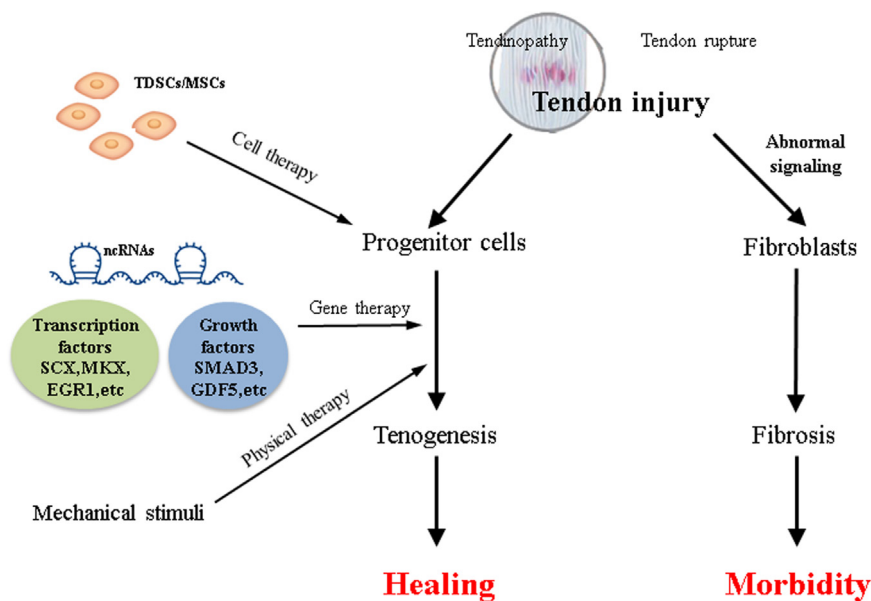 Tendinopathy
Tendon rupture
Tendon injury
TDSCs/MSCs
Cell therapy
Abnormal
signaling
Progenitor cells
Fibroblasts
ncRNAs
Gene therapy
Transcription
factors
SCX,MKX,
EGR1,etc
Growth
factors
SMAD3,
GDF5,etc
Physical therapy
Tenogenesis
Fibrosis
Mechanical stimuli
Healing
Morbidity